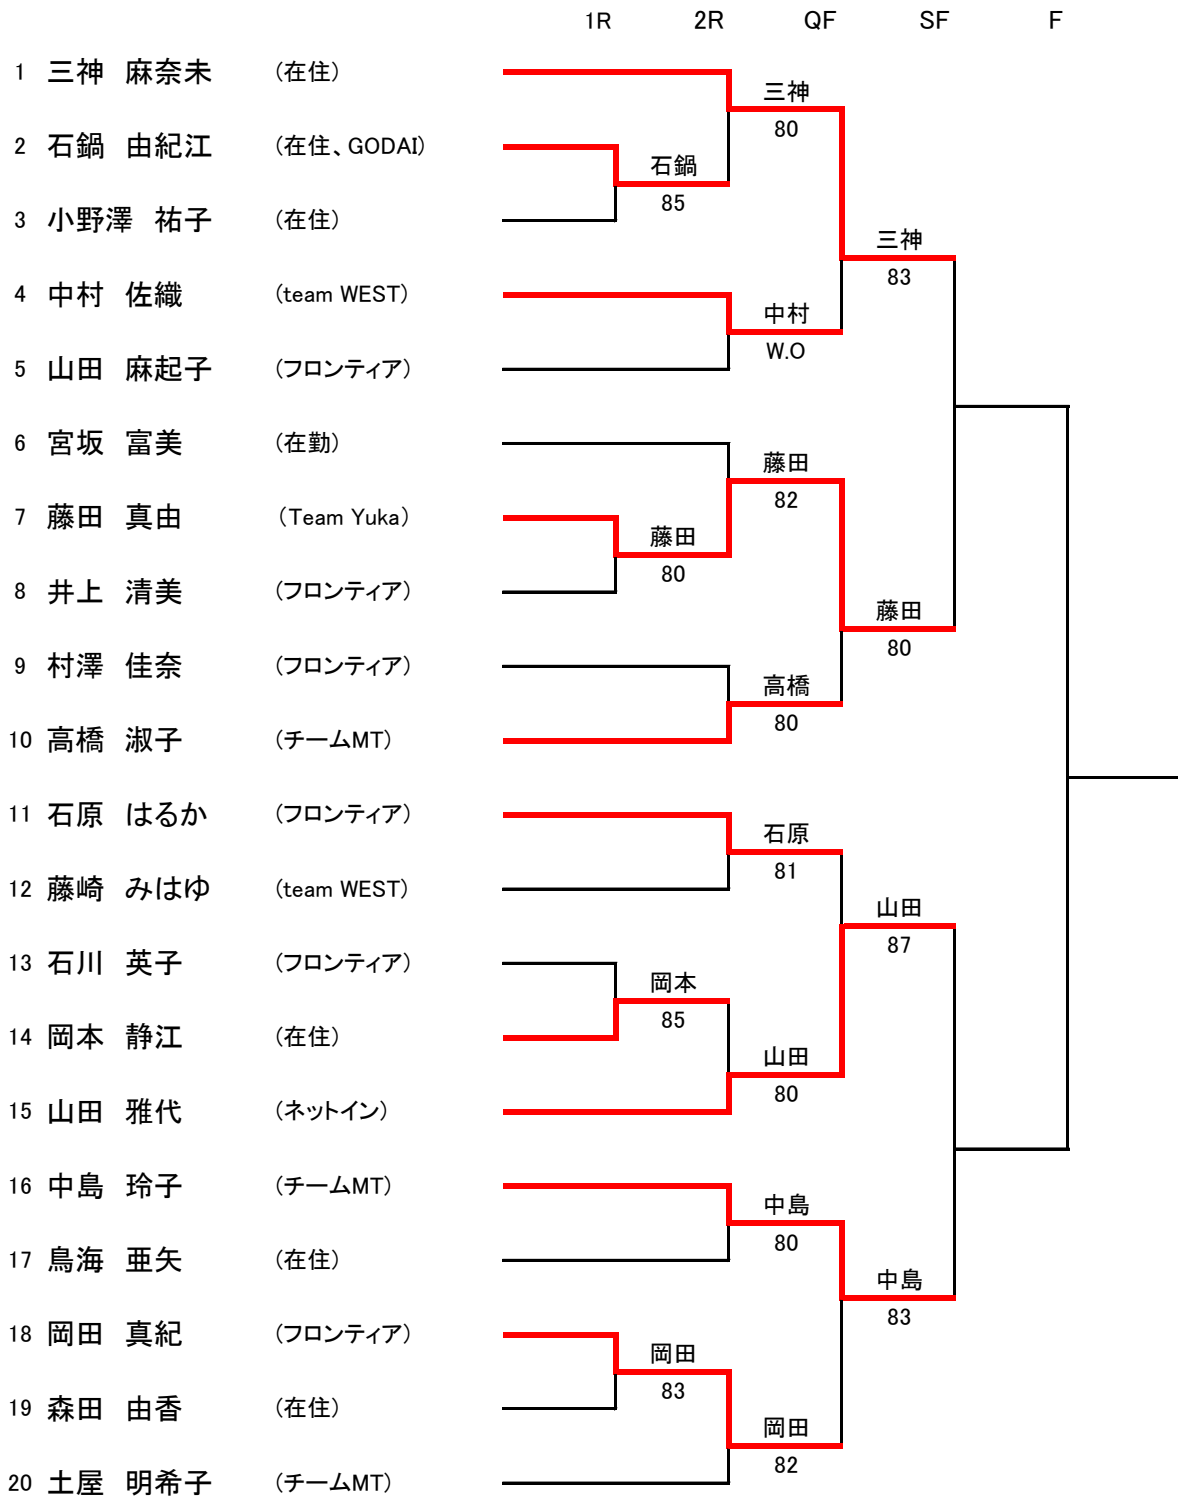 1R 2R QF SF F
1 三神 麻奈未 (在住)
三神
80
2 石鍋 由紀江 (在住、GODAI)
石鍋
85
3 小野澤 祐子 (在住)
三神
83
4 中村 佐織 (team WEST)
中村
W.O
5 山田 麻起子 (フロンティア)
6 宮坂 富美 (在勤)
藤田
82
7 藤田 真由 (Team Yuka)
藤田
80
8 井上 清美 (フロンティア)
藤田
80
9 村澤 佳奈 (フロンティア)
高橋
80
10 高橋 淑子 (チームMT)
11 石原 はるか (フロンティア)
石原
81
12 藤崎 みはゆ (team WEST)
山田
87
13 石川 英子 (フロンティア)
岡本
85
14 岡本 静江 (在住)
山田
80
15 山田 雅代 (ネットイン)
16 中島 玲子 (チームMT)
中島
80
17 鳥海 亜矢 (在住)
中島
83
18 岡田 真紀 (フロンティア)
岡田
83
19 森田 由香 (在住)
岡田
82
20 土屋 明希子 (チームMT)